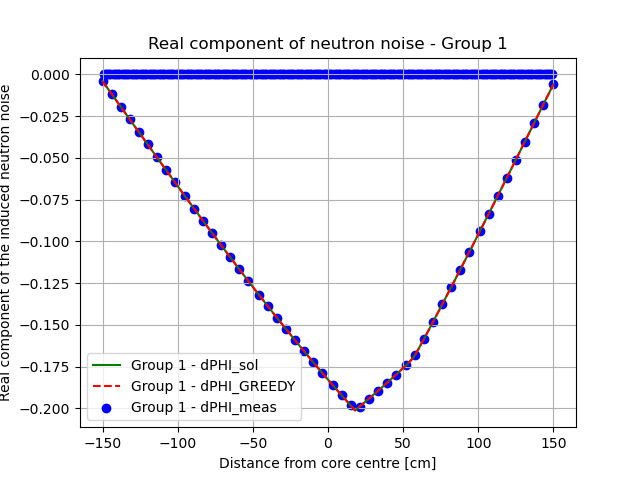 Real component of neutron noise - Group 1
Real component of the induced neutron noise
0.000
−0.025
−0.050
−0.075
−0.100
−0.125
−0.150
−0.175
−0.200
Group 1 - dPHI_sol
Group 1 - dPHI_GREEDY
Group 1 - dPHI_meas
−150 −100 −50 0 50 100 150
Distance from core centre [cm]